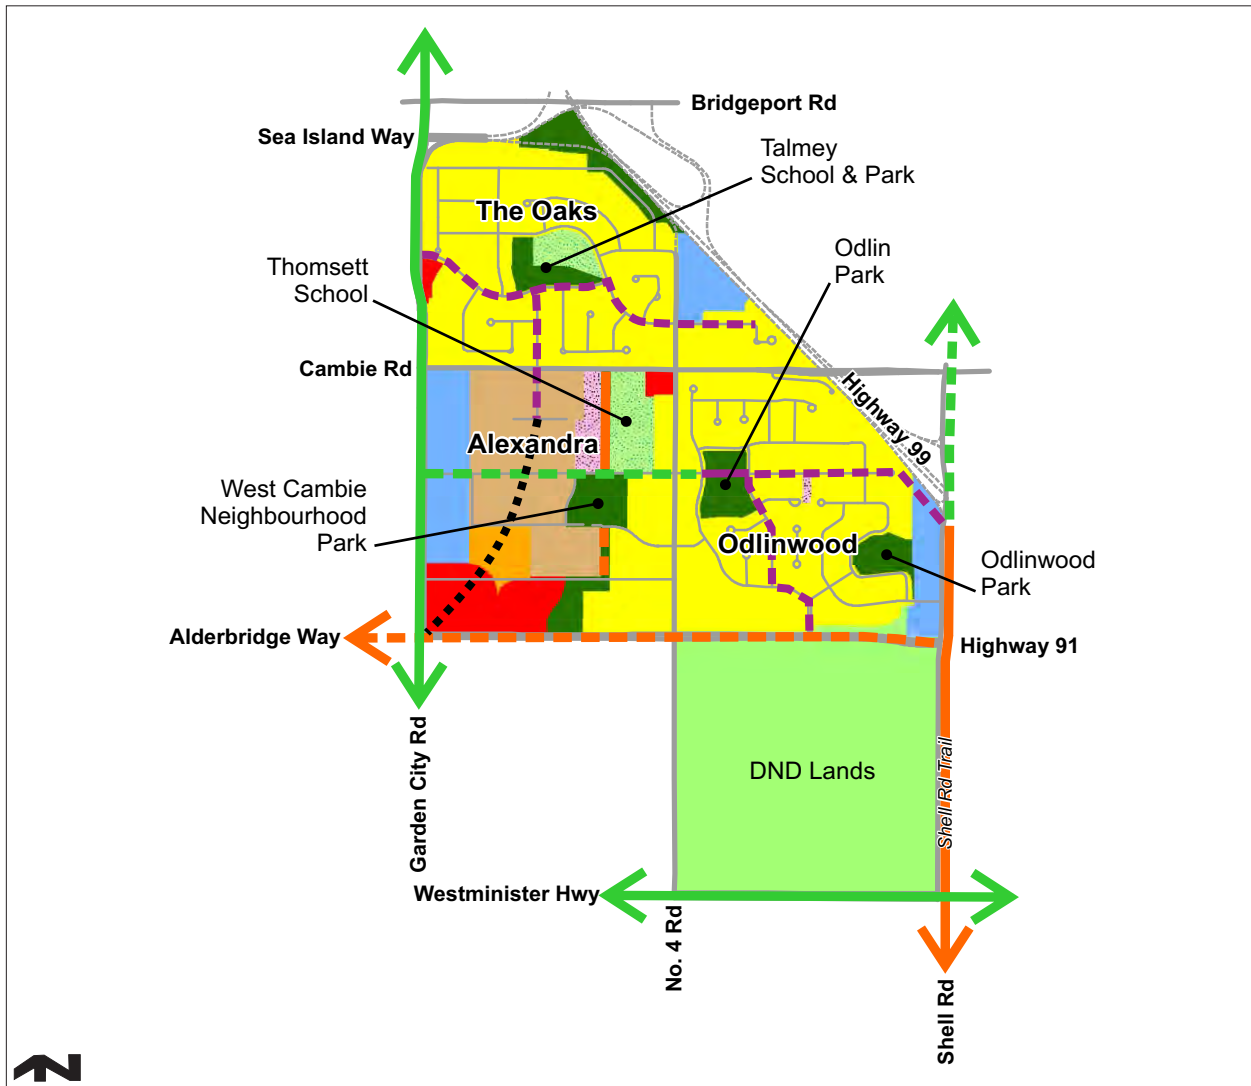 Bridgeport Rd
Sea Island Way
Talmey
School & Park
The Oaks
Odlin
Park
Thomsett
School
Cambie Rd
Highway 99
Alexandra
West Cambie
Neighbourhood
Park
Odlinwood
Odlinwood
Park
Alderbridge Way
Highway 91
Garden City Rd
DND Lands
Shell Rd Trail
Westminister Hwy
No. 4 Rd
Shell Rd
N